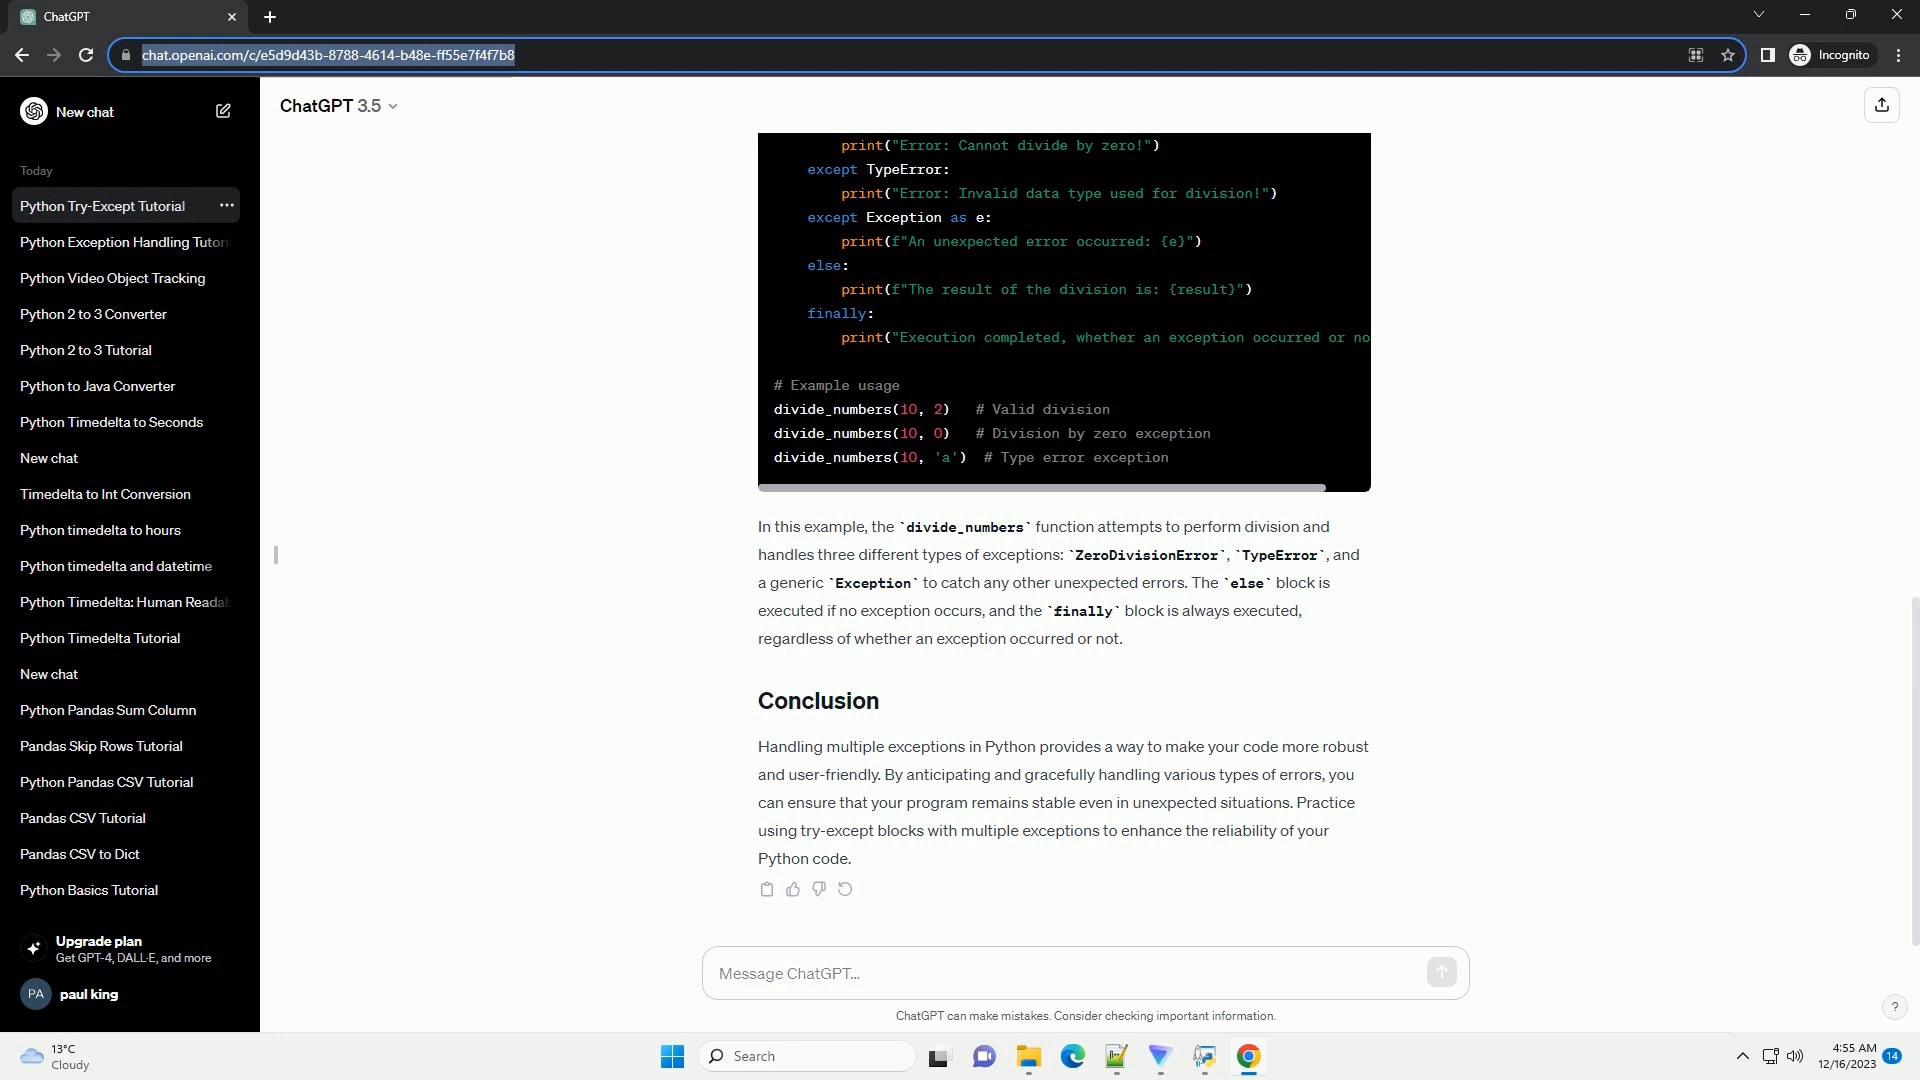 ChatGPT
chat.openai.com/c/e5d9d43b-8788-4614-b48e-ff55e7f4f7b8
Incognito
New chat
ChatGPT 3.5
Today
Python Try-Except Tutorial
Python Exception Handling Tutori
Python Video Object Tracking
Python 2 to 3 Converter
Python 2 to 3 Tutorial
Python to Java Converter
Python Timedelta to Seconds
New chat
Timedelta to Int Conversion
Python timedelta to hours
Python timedelta and datetime
Python Timedelta: Human Readab
Python Timedelta Tutorial
New chat
Python Pandas Sum Column
Pandas Skip Rows Tutorial
Python Pandas CSV Tutorial
Pandas CSV Tutorial
Pandas CSV to Dict
Python Basics Tutorial
Upgrade plan
Get GPT-4, DALL·E, and more
PA
paul king
print("Error: Cannot divide by zero!")
except TypeError:
print("Error: Invalid data type used for division!")
except Exception as e:
print(f"An unexpected error occurred: {e}")
else:
print(f"The result of the division is: {result}")
finally:
print("Execution completed, whether an exception occurred or no
# Example usage
divide_numbers(10, 2)   # Valid division
divide_numbers(10, 0)   # Division by zero exception
divide_numbers(10, 'a')  # Type error exception
In this example, the `divide_numbers` function attempts to perform division and
handles three different types of exceptions: `ZeroDivisionError`, `TypeError`, and
a generic `Exception` to catch any other unexpected errors. The `else` block is
executed if no exception occurs, and the `finally` block is always executed,
regardless of whether an exception occurred or not.
Conclusion
Handling multiple exceptions in Python provides a way to make your code more robust
and user-friendly. By anticipating and gracefully handling various types of errors, you
can ensure that your program remains stable even in unexpected situations. Practice
using try-except blocks with multiple exceptions to enhance the reliability of your
Python code.
Message ChatGPT...
ChatGPT can make mistakes. Consider checking important information.
?
13°C
Cloudy
Search
4:55 AM
12/16/2023
14